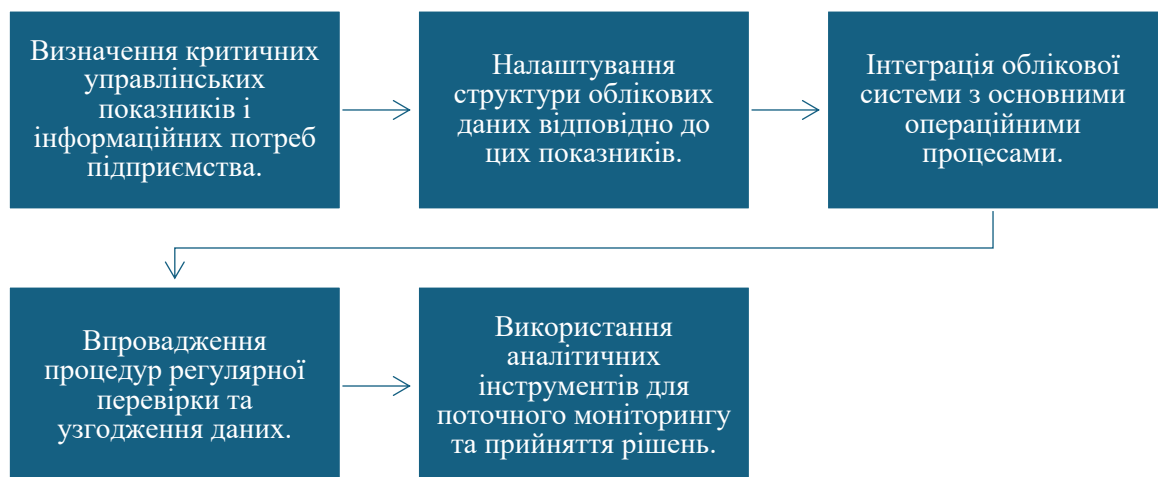 Визначення критичних
управлінських
показників і
інформаційних потреб
підприємства.
Налаштування
структури облікових
даних відповідно до
цих показників.
Інтеграція облікової
системи з основними
операційними
процесами.
Впровадження
процедур регулярної
перевірки та
узгодження даних.
Використання
аналітичних
інструментів для
поточного моніторингу
та прийняття рішень.